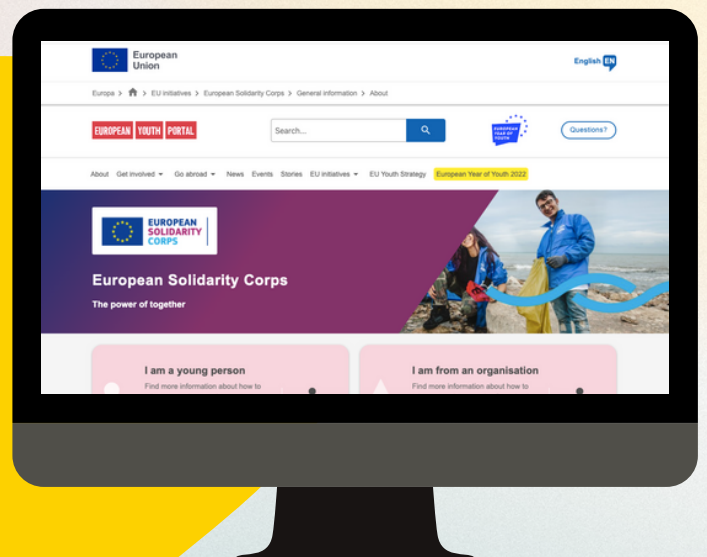 European
Union
English EN
Europa > > EU initiatives > European Solidarity Corps > General information > About
EUROPEAN YOUTH PORTAL
Search...
EUROPEAN
YEAR OF
YOUTH
Questions?
About Get involved Go abroad News Events Stories EU initiatives EU Youth Strategy European Year of Youth 2022
EUROPEAN
SOLIDARITY
CORPS
European Solidarity Corps
The power of together
I am a young person
Find more information about how to
I am from an organisation
Find more information about how to